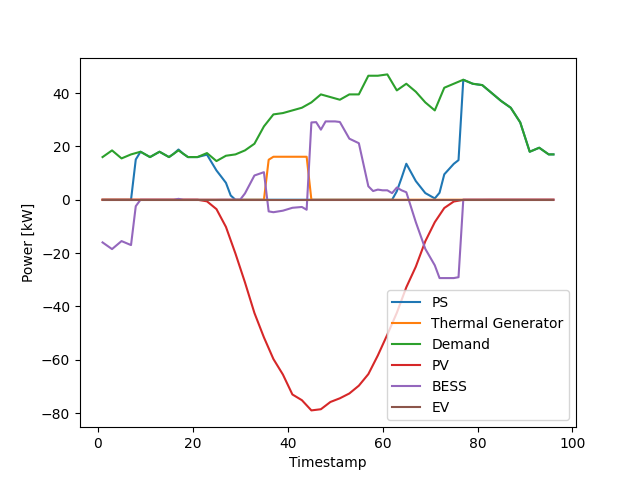 40
20
0
−20
−40
−60
−80
Power [kW]
0
20
40
60
80
100
Timestamp
PS
Thermal Generator
Demand
PV
BESS
EV